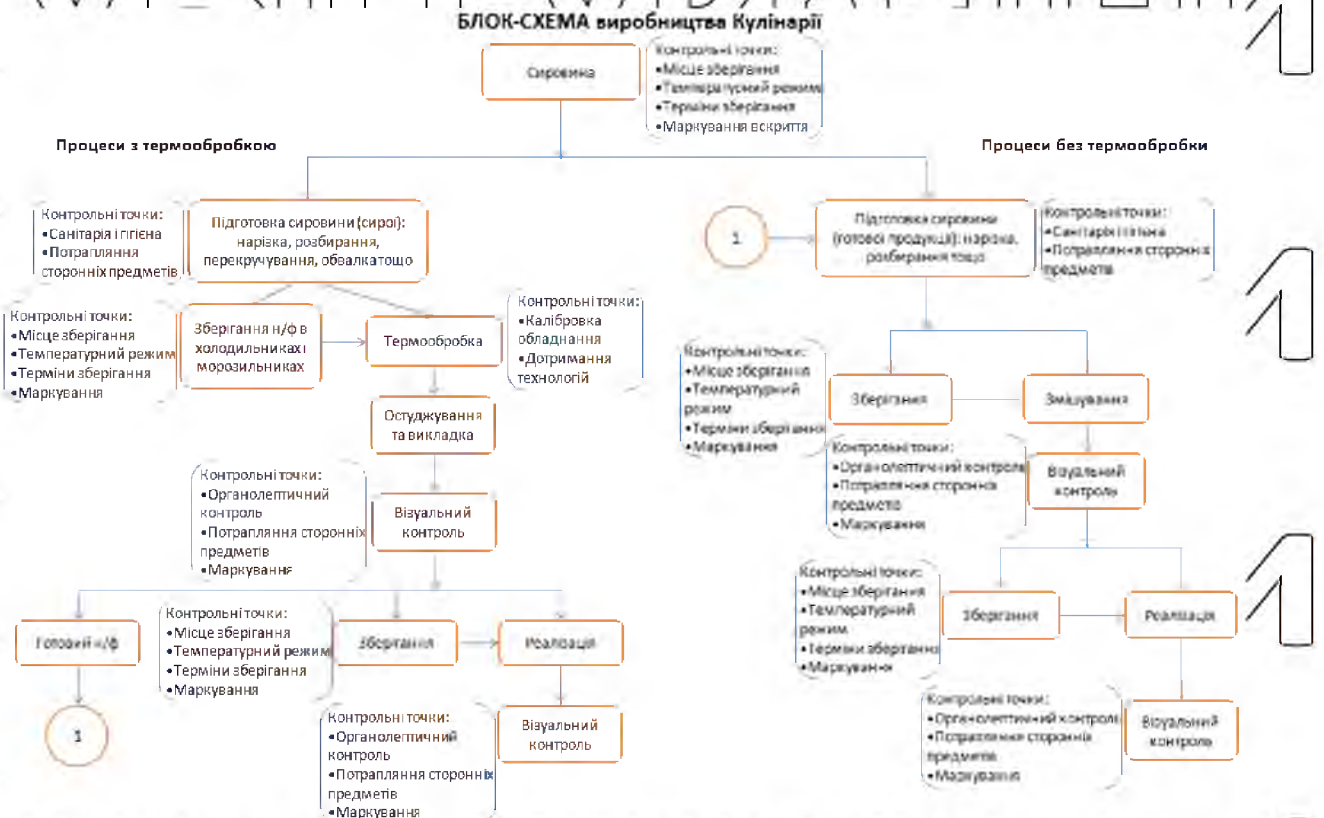 БЛОК-СХЕМА виробництва Кулінарії
Сировина
Контрольні точки:
•Місце зберігання
•Температурний режим
•Терміни зберігання
•Маркування вскриття
Процеси з термообробкою
Процеси без термообробки
Контрольні точки:
•Санітарія і гігієна
•Потрапляння
сторонніх предметів
Підготовка сировини (сирої):
нарізка, розбирання,
перекручування, обвалкатощо
1
Підготовка сировини
(готової продукції): нарізка,
розбирання тощо
Контрольні точки:
•Санітарія і гігієна
•Потрапляння сторонніх
предметів
Контрольні точки:
•Місце зберігання
•Температурний режим
•Терміни зберігання
•Маркування
Зберігання н/ф в
холодильниках і
морозильниках
Термообробка
Контрольні точки:
•Калібровка
обладнання
•Дотримання
технологій
Остуджування
та викладка
Контрольні точки:
•Місце зберігання
•Температурний
режим
•Терміни зберігання
•Маркування
Зберігання
Змішування
Контрольні точки:
•Органолептичний контроль
•Потрапляння сторонніх
предметів
•Маркування
Візуальний
контроль
Контрольні точки:
•Органолептичний
контроль
•Потрапляння сторонніх
предметів
•Маркування
Візуальний
контроль
Готовий н/ф
Контрольні точки:
•Місце зберігання
•Температурний режим
•Терміни зберігання
•Маркування
Зберігання
Реалізація
Контрольні точки:
•Місце зберігання
•Температурний
режим
•Терміни зберігання
•Маркування
Зберігання
Реалізація
1
Контрольні точки:
•Органолептичний
контроль
•Потрапляння сторонніх
предметів
•Маркування
Візуальний
контроль
Контрольні точки:
•Органолептичний контроль
•Потрапляння сторонніх
предметів
•Маркування
Візуальний
контроль